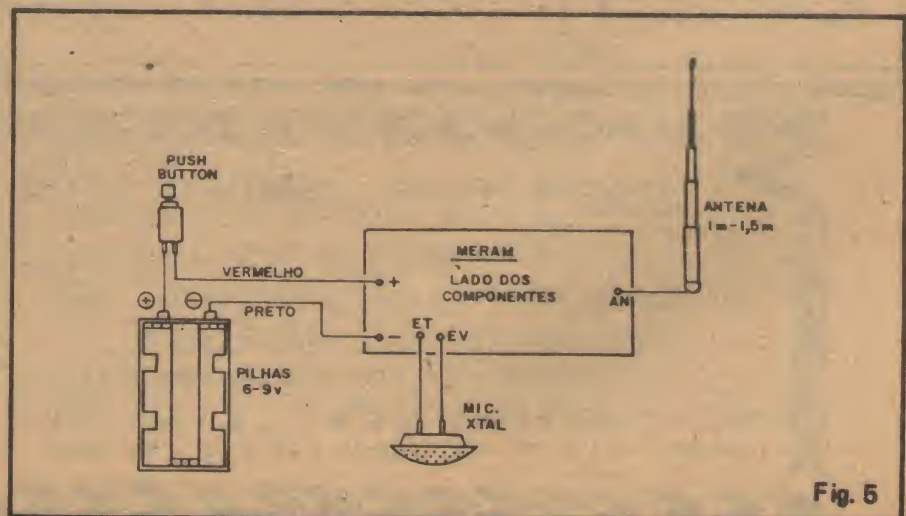 PUSH
BUTTON
VERMELHO
+
-
PRETO
PILHAS
6-9v
MERAM
LADO DOS
COMPONENTES
+
-
ET
EV
AN
MIC.
XTAL
ANTENA
1m-1,5m
Fig. 5